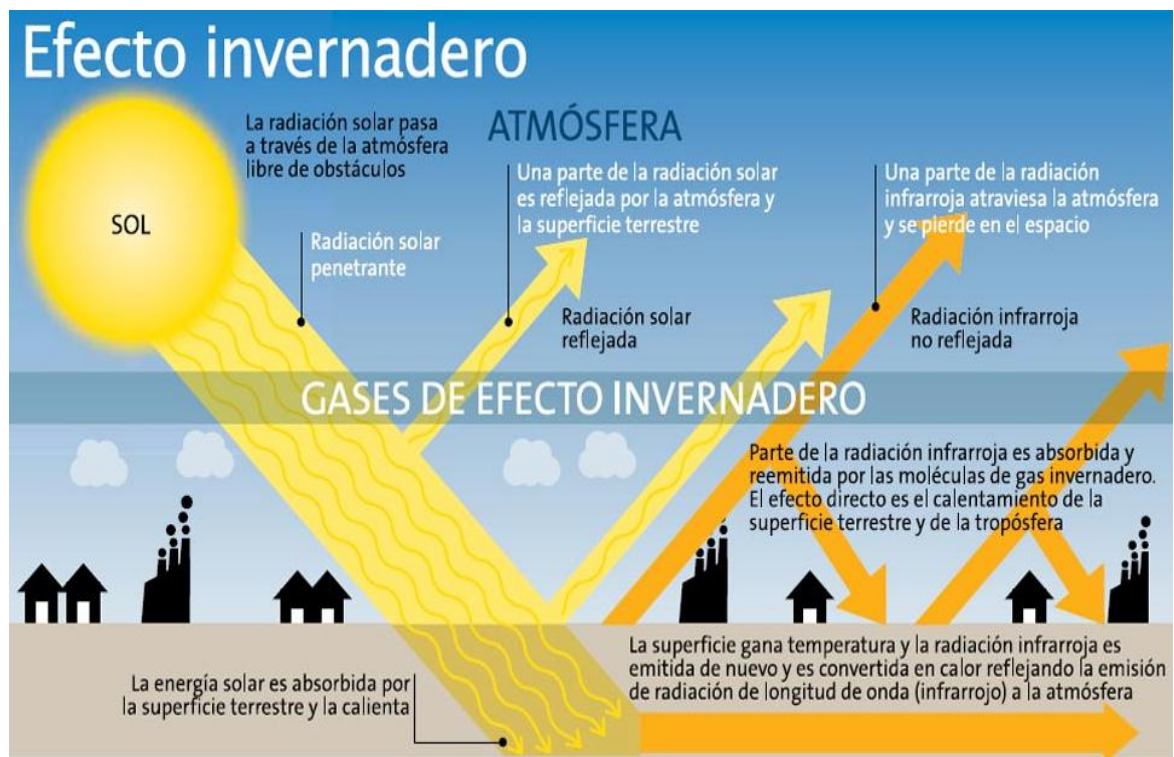 Efecto invernadero
SOL
La radiación solar pasa
a través de la atmósfera
libre de obstáculos
ATMÓSFERA
Radiación solar
penetrante
Una parte de la radiación solar
es reflejada por la atmósfera y
la superficie terrestre
Radiación solar
reflejada
Una parte de la radiación
infrarroja atraviesa la atmósfera
y se pierde en el espacio
Radiación infrarroja
no reflejada
GASES DE EFECTO INVERNADERO
Parte de la radiación infrarroja es absorbida y
reemitida por las moléculas de gas invernadero.
El efecto directo es el calentamiento de la
superficie terrestre y de la tropósfera
La energía solar es absorbida por
la superficie terrestre y la calienta
La superficie gana temperatura y la radiación infrarroja es
emitida de nuevo y es convertida en calor reflejando la emisión
de radiación de longitud de onda (infrarrojo) a la atmósfera